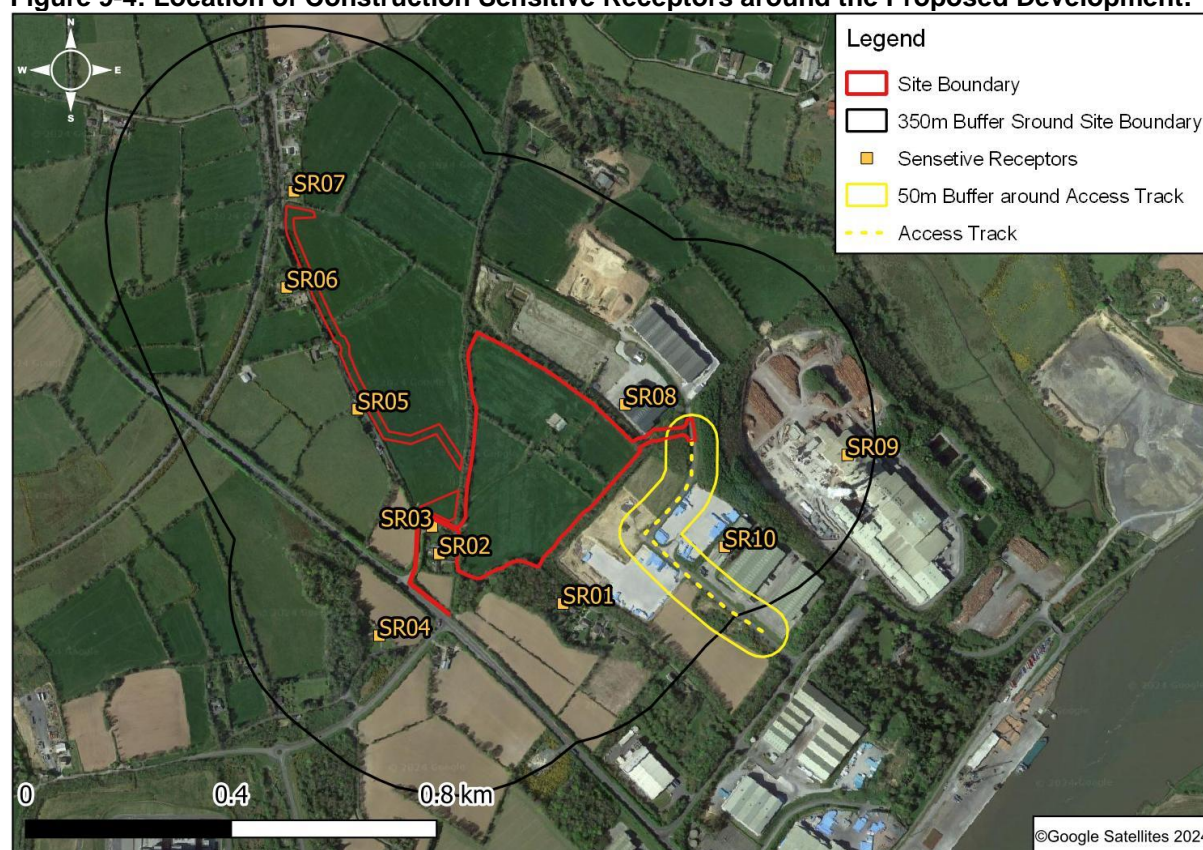 Figure 9-4: Location of Construction Sensitive Receptors around the Proposed Development.
N
W
E
S
Legend
Site Boundary
350m Buffer Sround Site Boundary
Sensetive Receptors
50m Buffer around Access Track
Access Track
SR07
SR06
SR05
SR08
SR09
SR03
SR02
SR10
SR01
SR04
0
0.4
0.8 km
©Google Satellites 2024